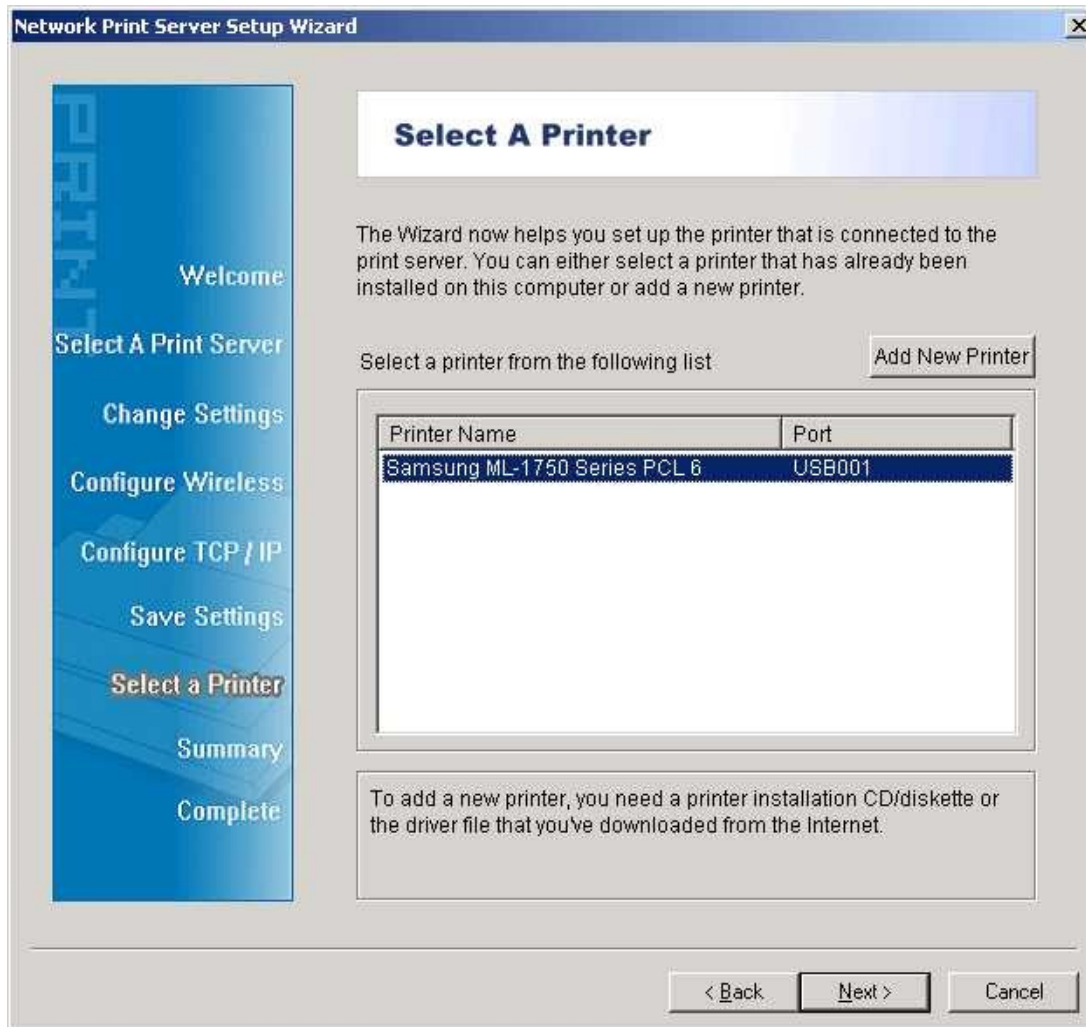 Network Print Server Setup Wizard
PRINT
Welcome
Select A Print Server
Change Settings
Configure Wireless
Configure TCP / IP
Save Settings
Select a Printer
Summary
Complete
Select A Printer
The Wizard now helps you set up the printer that is connected to the
print server. You can either select a printer that has already been
installed on this computer or add a new printer.
Select a printer from the following list
Add New Printer
Printer Name Port
Samsung ML-1750 Series PCL 6 USB001
To add a new printer, you need a printer installation CD/diskette or
the driver file that you've downloaded from the Internet.
< Back Next > Cancel